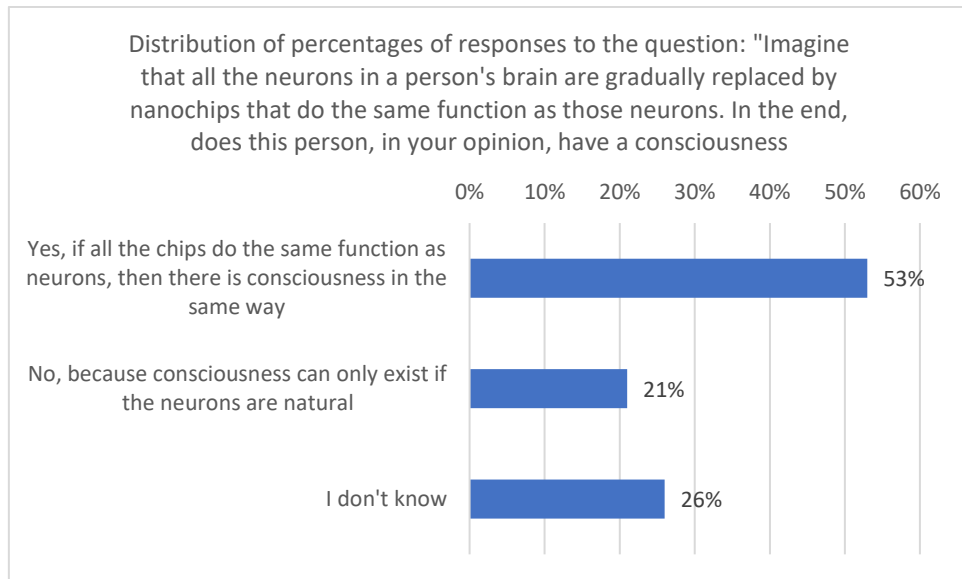 Distribution of percentages of responses to the question: "Imagine
that all the neurons in a person's brain are gradually replaced by
nanochips that do the same function as those neurons. In the end,
does this person, in your opinion, have a consciousness
0% 10% 20% 30% 40% 50% 60%
Yes, if all the chips do the same function as
neurons, then there is consciousness in the
same way
53%
No, because consciousness can only exist if
the neurons are natural
21%
I don't know
26%